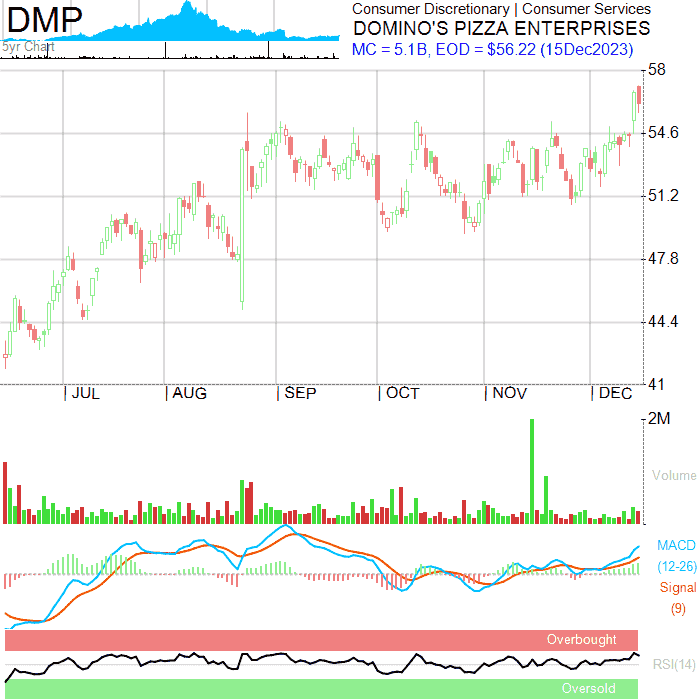 DMP
5yr Chart
Consumer Discretionary | Consumer Services
DOMINO'S PIZZA ENTERPRISES
MC = 5.1B, EOD = $56.22 (15Dec2023)
58
54.6
51.2
47.8
44.4
41
| JUL | AUG | SEP | OCT | NOV | DEC
2M
Volume
MACD
(12-26)
Signal
(9)
Overbought
RSI(14)
Oversold